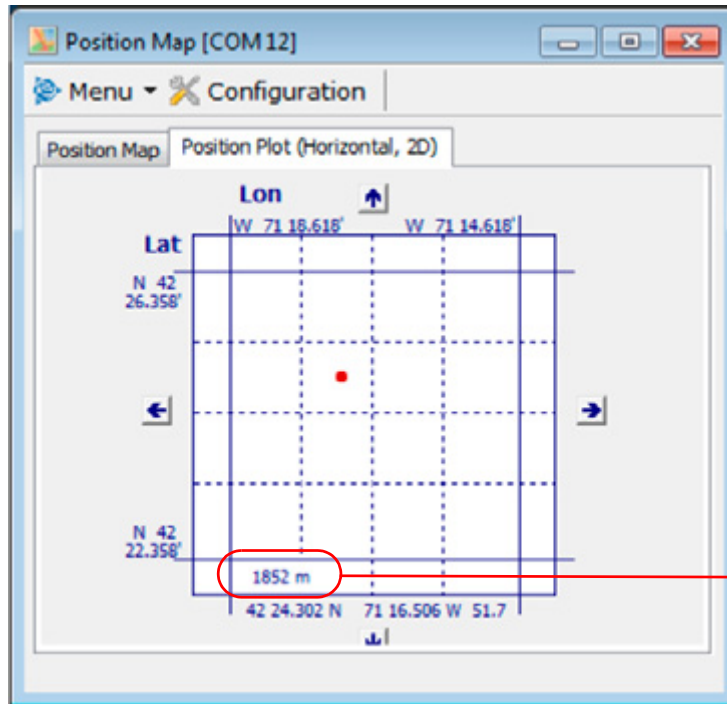 Position Map [COM 12]
Menu Configuration
Position Map Position Plot (Horizontal, 2D)
Lon
W 71 18.618' W 71 14.618'
Lat
N 42
26.358'
N 42
22.358'
1852 m
42 24.302 N 71 16.506 W 51.7